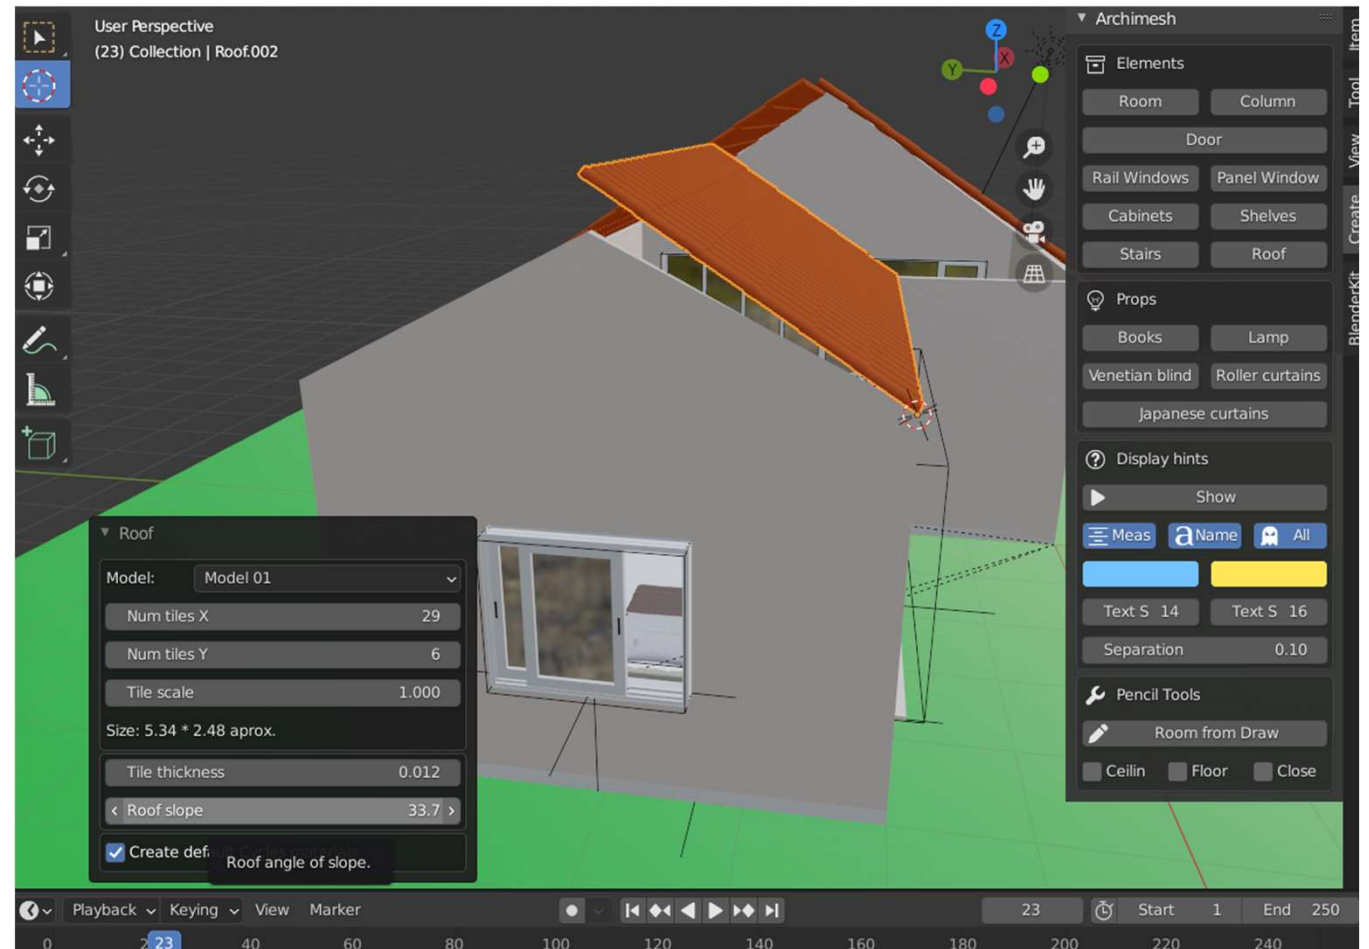 User Perspective
(23) Collection | Roof.002
Z
X
Y
Archimesh
Elements
Room
Column
Door
Rail Windows
Panel Window
Cabinets
Shelves
Stairs
Roof
Props
Books
Lamp
Venetian blind
Roller curtains
Japanese curtains
Display hints
Show
Meas
a Name
All
Text S 14
Text S 16
Separation 0.10
Pencil Tools
Room from Draw
Ceilin
Floor
Close
Item
Tool
View
Create
BlenderKit
Roof
Model: Model 01
Num tiles X 29
Num tiles Y 6
Tile scale 1.000
Size: 5.34 * 2.48 aprox.
Tile thickness 0.012
Roof slope 33.7
Create default Cycles materials
Roof angle of slope.
Playback
Keying
View
Marker
23
Start 1
End 250
0
23
40
60
80
100
120
140
160
180
200
220
240